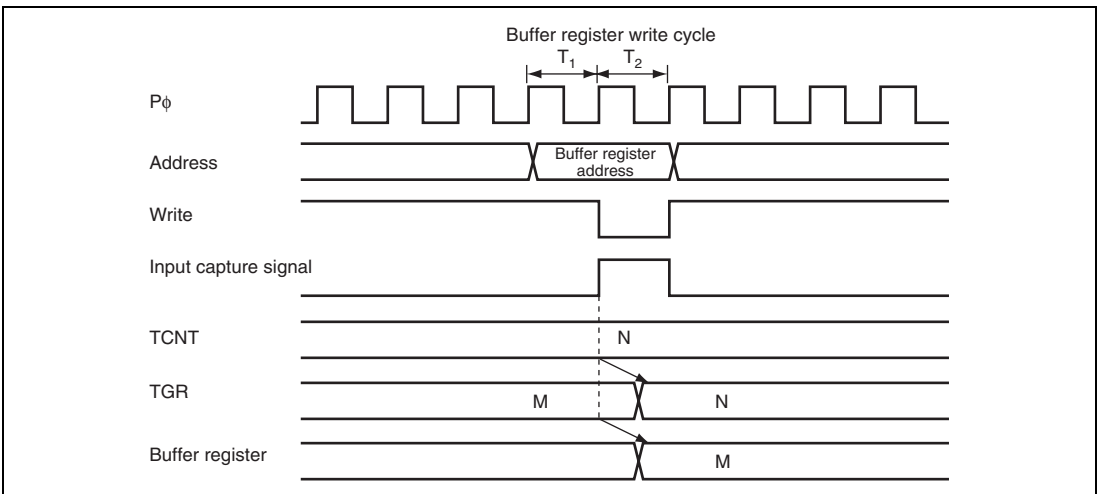 Buffer register write cycle
T1 T2
Pφ
Address
Buffer register
address
Write
Input capture signal
TCNT
N
TGR
M N
Buffer register
M